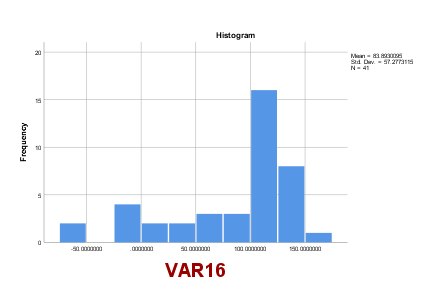 Histogram
Mean = 83.6930095
Std. Dev. = 57.2773115
N = 41
20
15
10
5
0
Frequency
-50.0000000 .0000000 50.0000000 100.0000000 150.0000000
VAR16